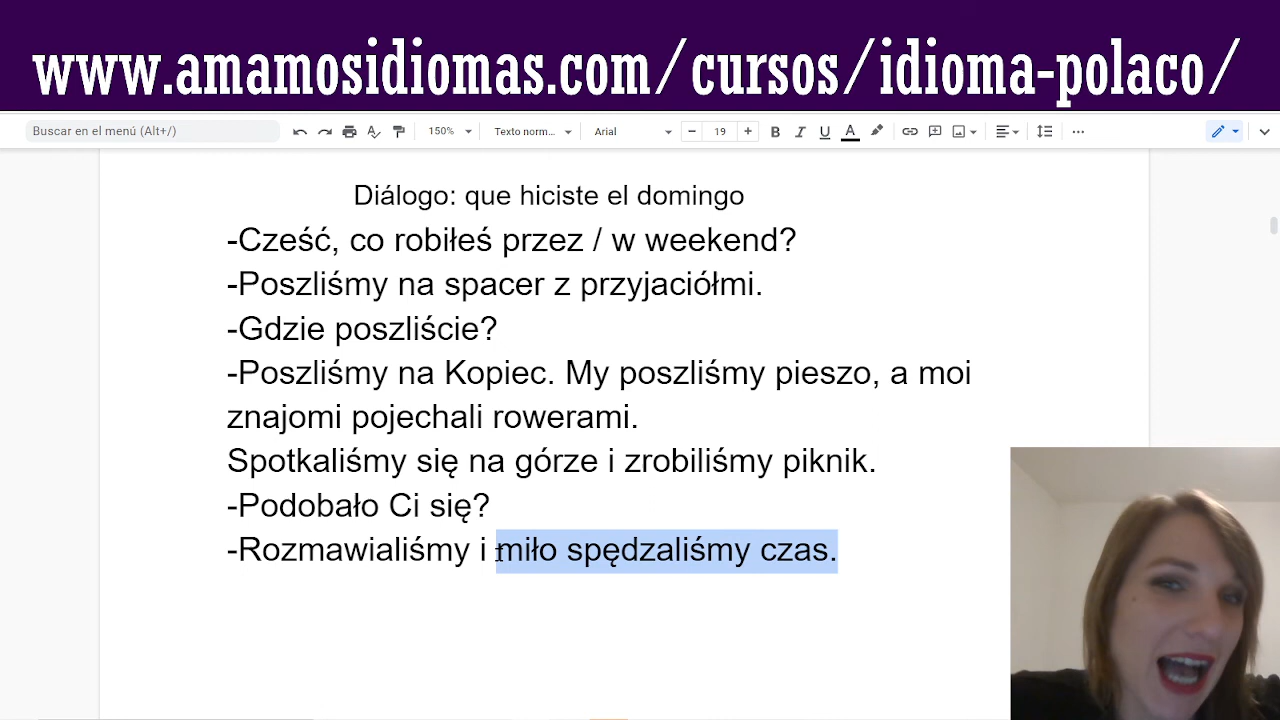 www.amamosidiomas.com/cursos/idioma-polaco/
Buscar en el menú (Alt+/)
150%
Texto norm...
Arial
19
B I U A
Diálogo: que hiciste el domingo
-Cześć, co robiłeś przez / w weekend?
-Poszliśmy na spacer z przyjaciółmi.
-Gdzie poszliście?
-Poszliśmy na Kopiec. My poszliśmy pieszo, a moi
znajomi pojechali rowerami.
Spotkaliśmy się na górze i zrobiliśmy piknik.
-Podobało Ci się?
-Rozmawialiśmy i miło spędzaliśmy czas.